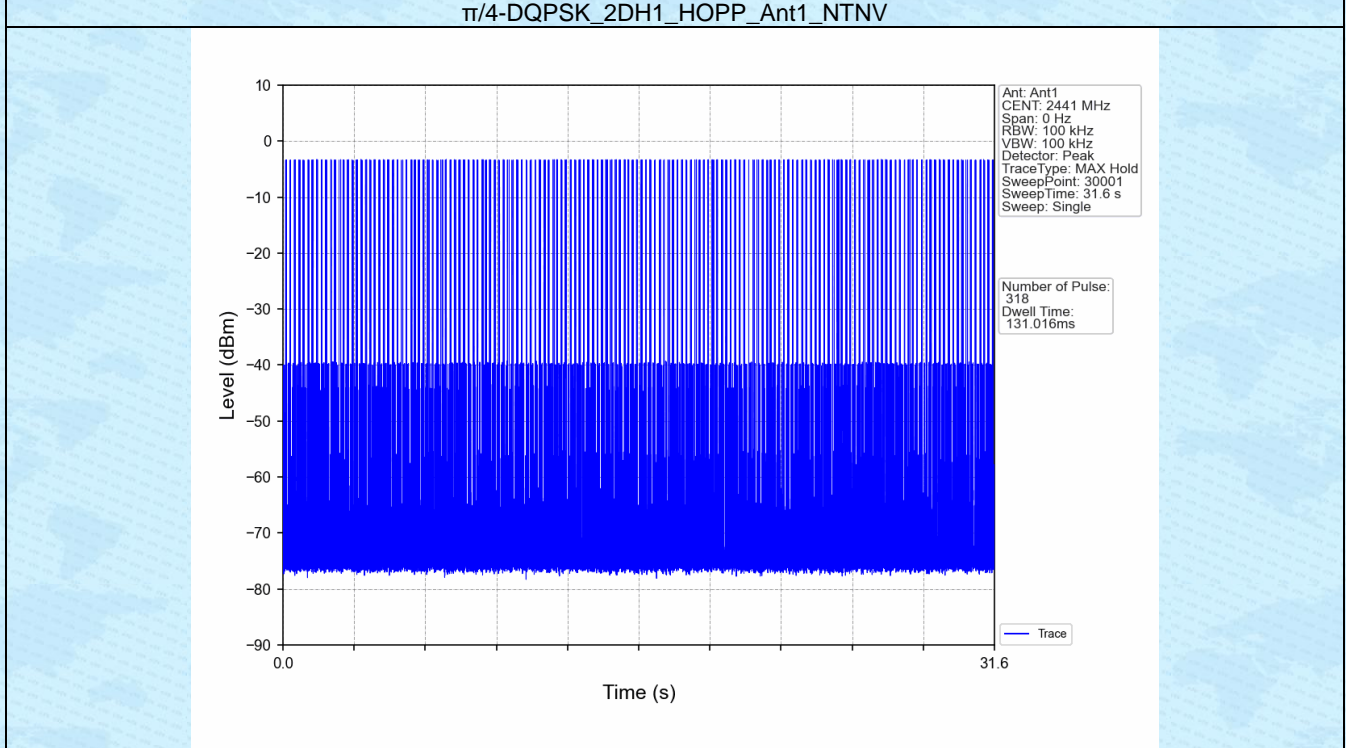 π/4-DQPSK_2DH1_HOPP_Ant1_NTNV
10
0
−10
−20
−30
−40
−50
−60
−70
−80
−90
Level (dBm)
0.0
31.6
Time (s)
Ant: Ant1
CENT: 2441 MHz
Span: 0 Hz
RBW: 100 kHz
VBW: 100 kHz
Detector: Peak
TraceType: MAX Hold
SweepPoint: 30001
SweepTime: 31.6 s
Sweep: Single
Number of Pulse:
318
Dwell Time:
131.016ms
Trace